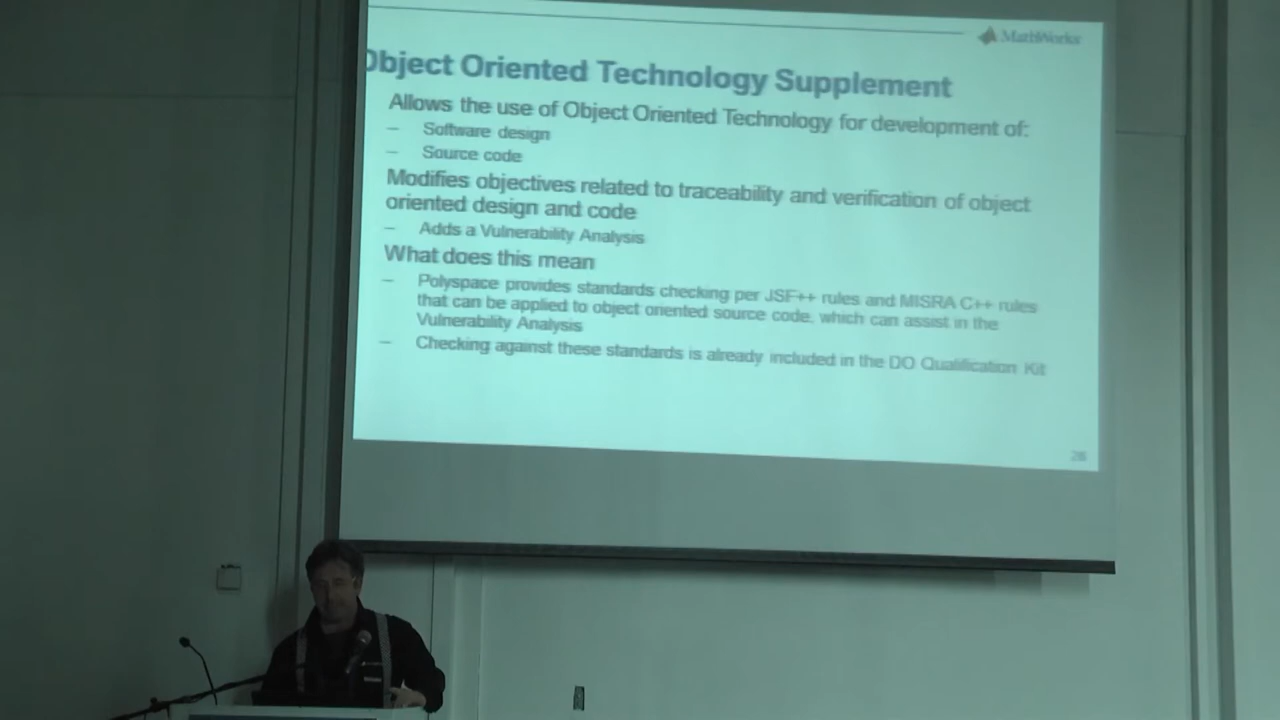 MathWorks
Object Oriented Technology Supplement
Allows the use of Object Oriented Technology for development of:
– Software design
– Source code
Modifies objectives related to traceability and verification of object
oriented design and code
– Adds a Vulnerability Analysis
What does this mean
– Polyspace provides standards checking per JSF++ rules and MISRA C++ rules
that can be applied to object oriented source code, which can assist in the
Vulnerability Analysis
– Checking against these standards is already included in the DO Qualification Kit
26